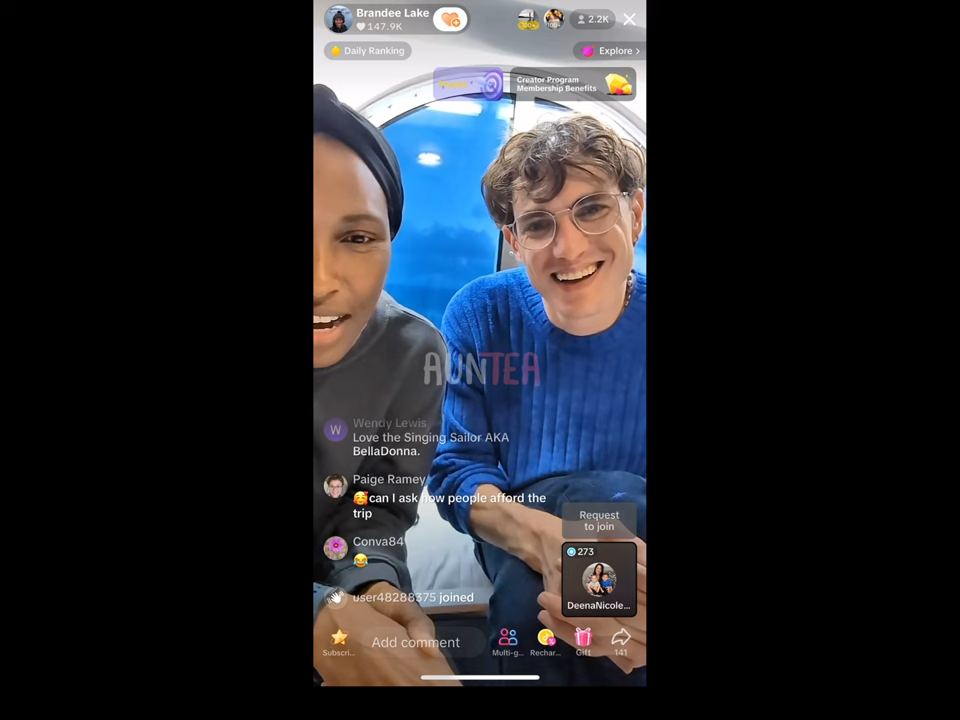 Brandee Lake
147.9K
2.2K
Daily Ranking
Explore >
Creator Program
Membership Benefits
AUNTEA
W
Wendy Lewis
Love the Singing Sailor AKA
BellaDonna.
Paige Ramey
🥰can I ask how people afford the
trip
Conva84
😂
user48288375 joined
Request
to join
273
DeenaNicole...
Add comment
Subscri...
Multi-g...
Rechar...
Gift
141